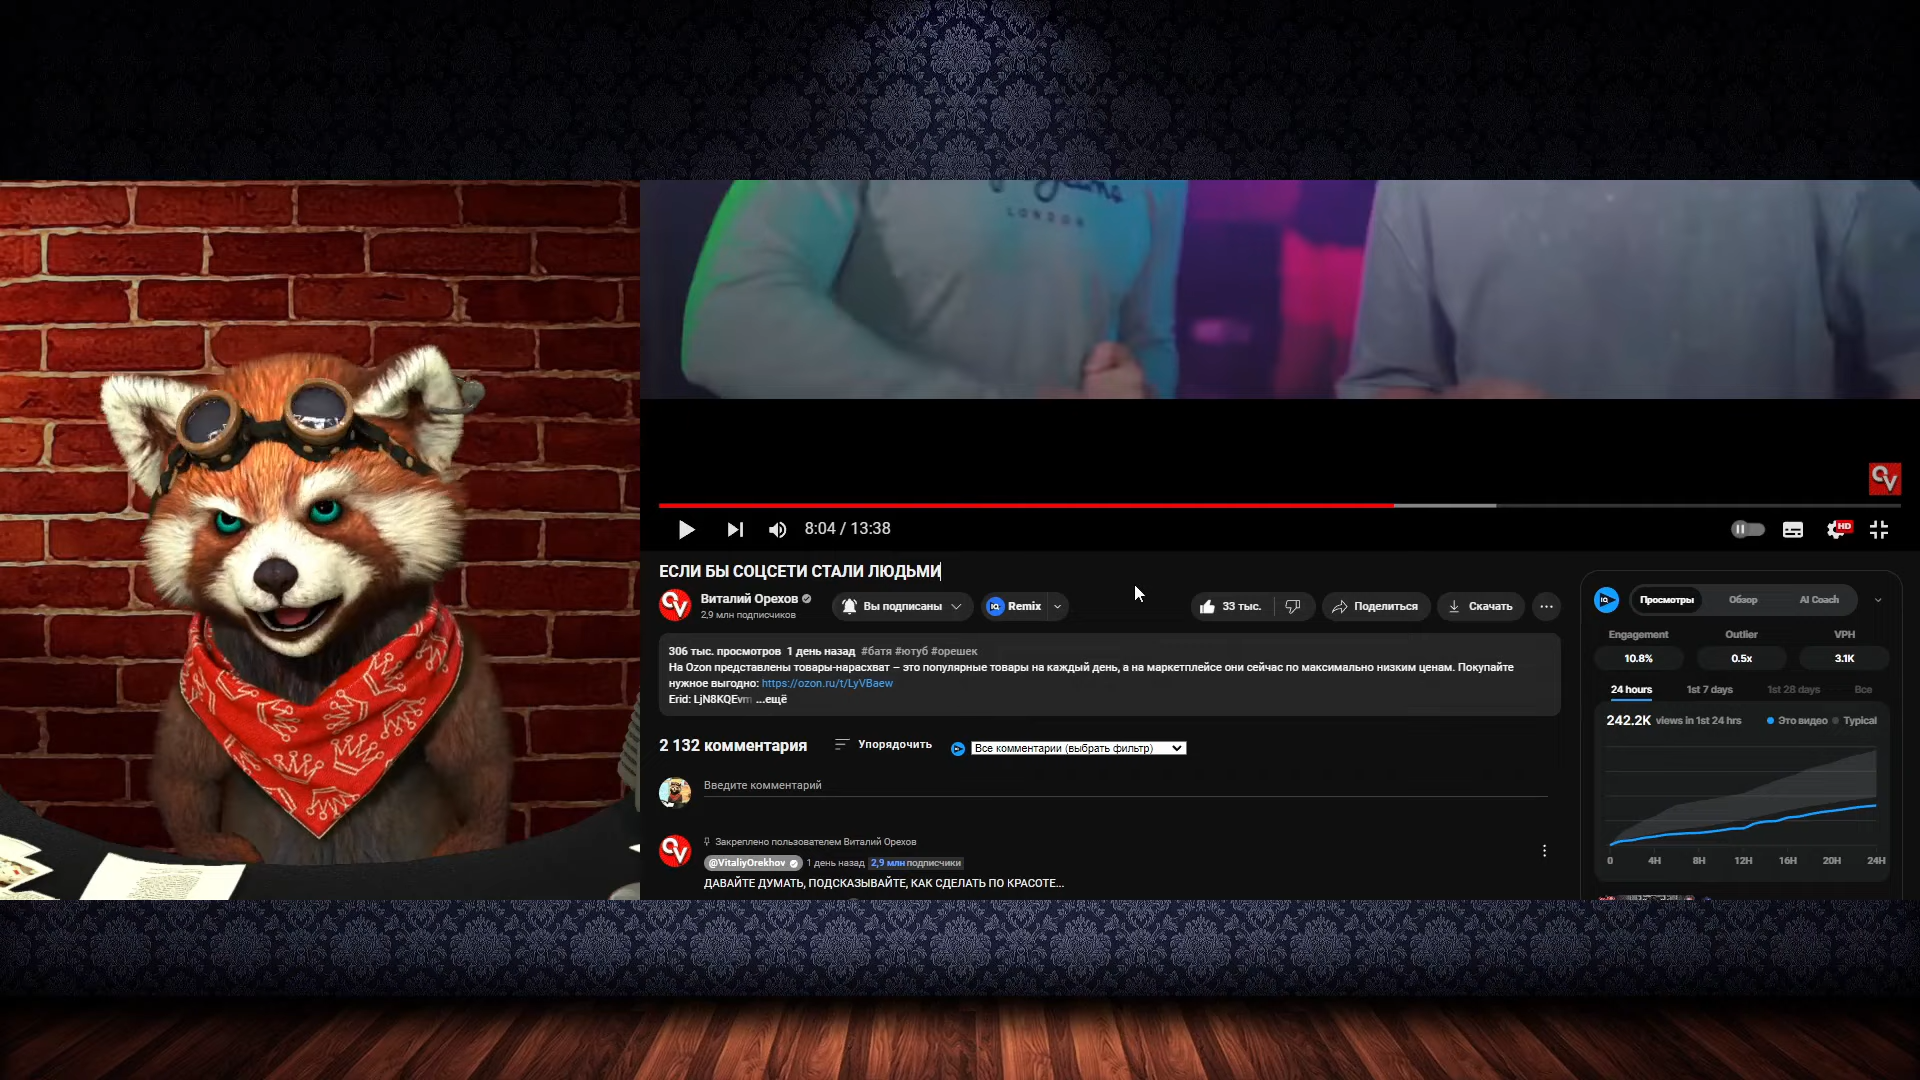 LONDON
8:04 / 13:38
HD
ЕСЛИ БЫ СОЦСЕТИ СТАЛИ ЛЮДЬМИ
Виталий Орехов
2,9 млн подписчиков
Вы подписаны
Remix
33 тыс.
Поделиться
Скачать
306 тыс. просмотров 1 день назад #батя #ютуб #орешек
На Ozon представлены товары-нарасхват – это популярные товары на каждый день, а на маркетплейсе они сейчас по максимально низким ценам. Покупайте
нужное выгодно: https://ozon.ru/t/LyVBaew
Erid: LjN8KQEvm ...ещё
2 132 комментария
Упорядочить
Все комментарии (выбрать фильтр)
Введите комментарий
Закреплено пользователем Виталий Орехов
@VitaliyOrekhov 1 день назад 2,9 млн подписчики
ДАВАЙТЕ ДУМАТЬ, ПОДСКАЗЫВАЙТЕ, КАК СДЕЛАТЬ ПО КРАСОТЕ...
Просмотры Обзор AI Coach
Engagement Outlier VPH
10.8% 0.5x 3.1K
24 hours 1st 7 days 1st 28 days Все
242.2K views in 1st 24 hrs Это видео Typical
0 4H 8H 12H 16H 20H 24H